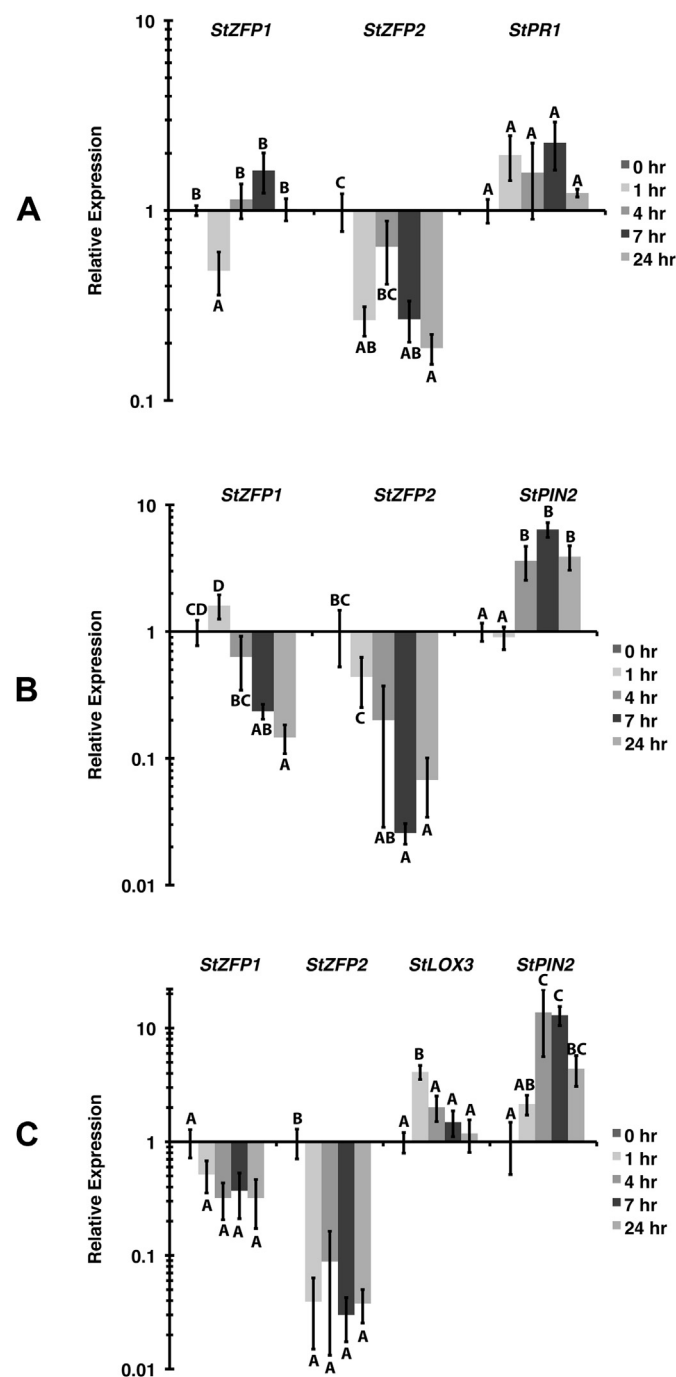 StZFP1 StZFP2 StPR1
10
1
0.1
Relative Expression
A
B A B B B
C AB BC AB A
A A A A A
0 hr
1 hr
4 hr
7 hr
24 hr
StZFP1 StZFP2 StPIN2
10
1
0.1
0.01
Relative Expression
B
CD D BC AB A
BC C AB A A
A A B B B
0 hr
1 hr
4 hr
7 hr
24 hr
StZFP1 StZFP2 StLOX3 StPIN2
10
1
0.1
0.01
Relative Expression
C
A A A A A
B A A A A
A B A A A
A AB C C BC
0 hr
1 hr
4 hr
7 hr
24 hr